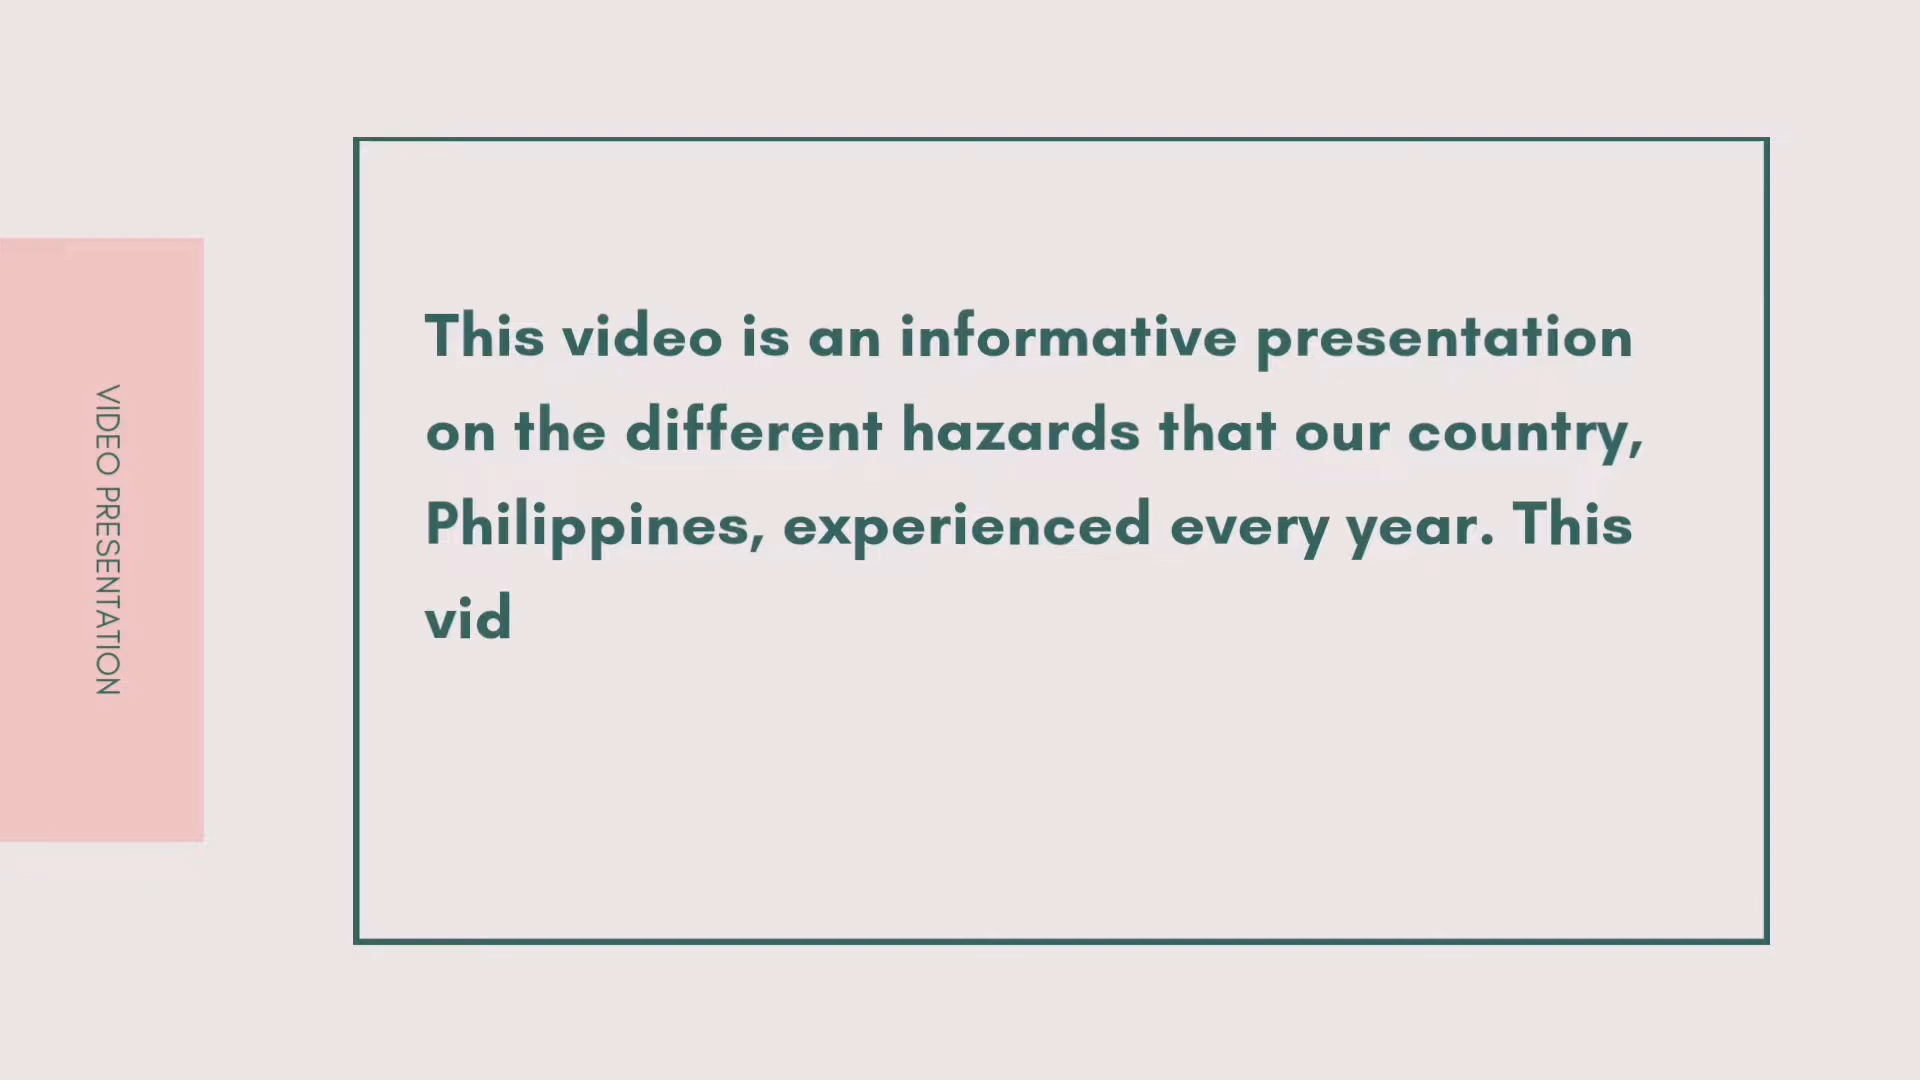 VIDEO PRESENTATION
This video is an informative presentation
on the different hazards that our country,
Philippines, experienced every year. This
vid